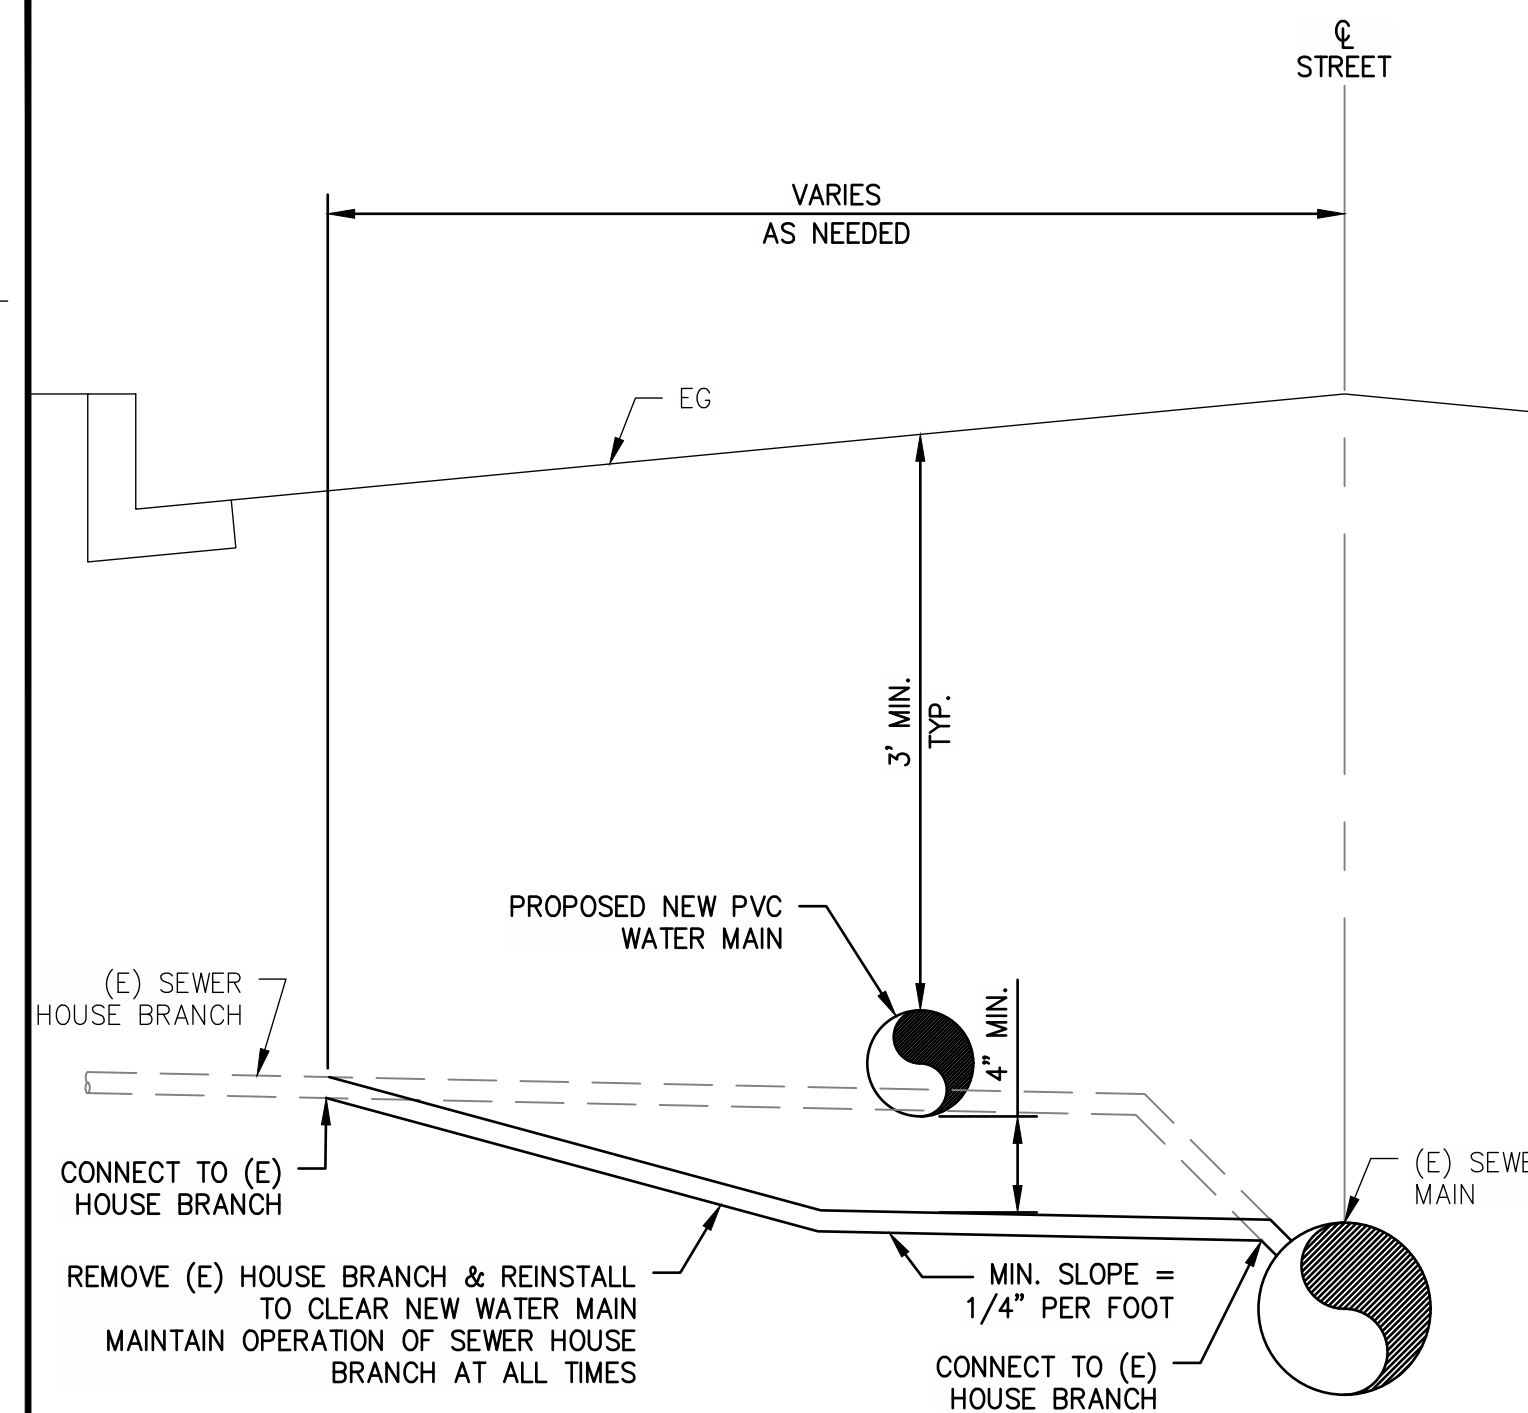 ℄
STREET
VARIES
AS NEEDED
EG
3' MIN.
TYP.
PROPOSED NEW PVC
WATER MAIN
4" MIN.
(E) SEWER
HOUSE BRANCH
CONNECT TO (E)
HOUSE BRANCH
(E) SEWE
MAIN
REMOVE (E) HOUSE BRANCH & REINSTALL
TO CLEAR NEW WATER MAIN
MAINTAIN OPERATION OF SEWER HOUSE
BRANCH AT ALL TIMES
MIN. SLOPE =
1/4" PER FOOT
CONNECT TO (E)
HOUSE BRANCH